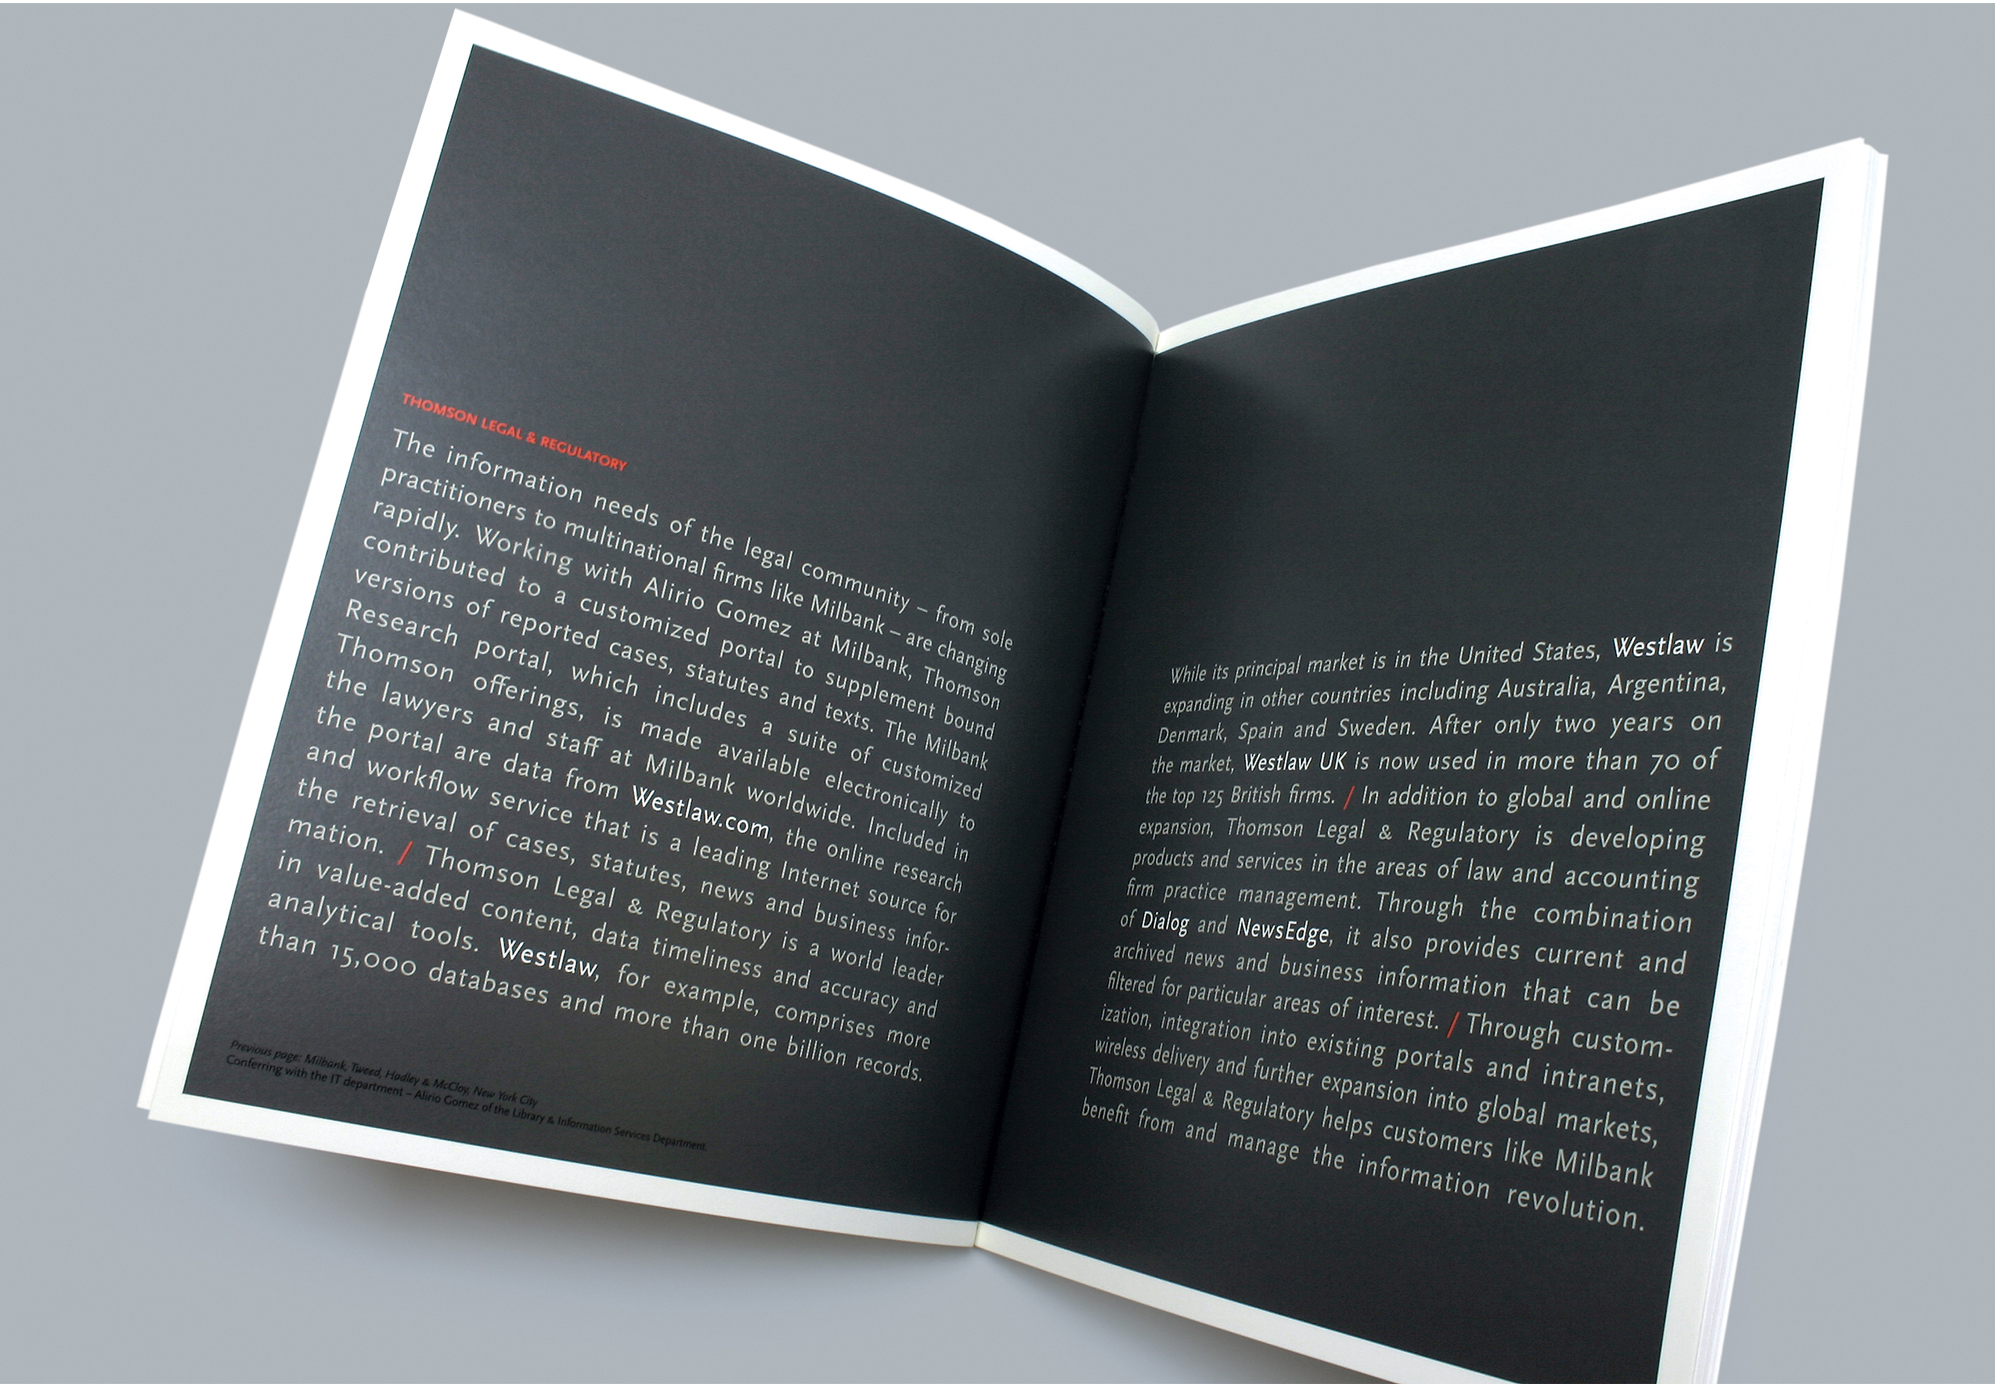 THOMSON LEGAL & REGULATORY
The information needs of the legal community – from sole
practitioners to multinational firms like Milbank – are changing
rapidly. Working with Alirio Gomez at Milbank, Thomson
contributed to a customized portal to supplement bound
versions of reported cases, statutes and texts. The Milbank
Research portal, which includes a suite of customized
Thomson offerings, is made available electronically to
the lawyers and staff at Milbank worldwide. Included in
the portal are data from Westlaw.com, the online research
and workflow service that is a leading Internet source for
the retrieval of cases, statutes, news and business infor-
mation. / Thomson Legal & Regulatory is a world leader
in value-added content, data timeliness and accuracy and
analytical tools. Westlaw, for example, comprises more
than 15,000 databases and more than one billion records.
Previous page: Milbank, Tweed, Hadley & McCloy, New York City
Conferring with the IT department – Alirio Gomez of the Library & Information Services Department.
While its principal market is in the United States, Westlaw is
expanding in other countries including Australia, Argentina,
Denmark, Spain and Sweden. After only two years on
the market, Westlaw UK is now used in more than 70 of
the top 125 British firms. / In addition to global and online
expansion, Thomson Legal & Regulatory is developing
products and services in the areas of law and accounting
firm practice management. Through the combination
of Dialog and NewsEdge, it also provides current and
archived news and business information that can be
filtered for particular areas of interest. / Through custom-
ization, integration into existing portals and intranets,
wireless delivery and further expansion into global markets,
Thomson Legal & Regulatory helps customers like Milbank
benefit from and manage the information revolution.